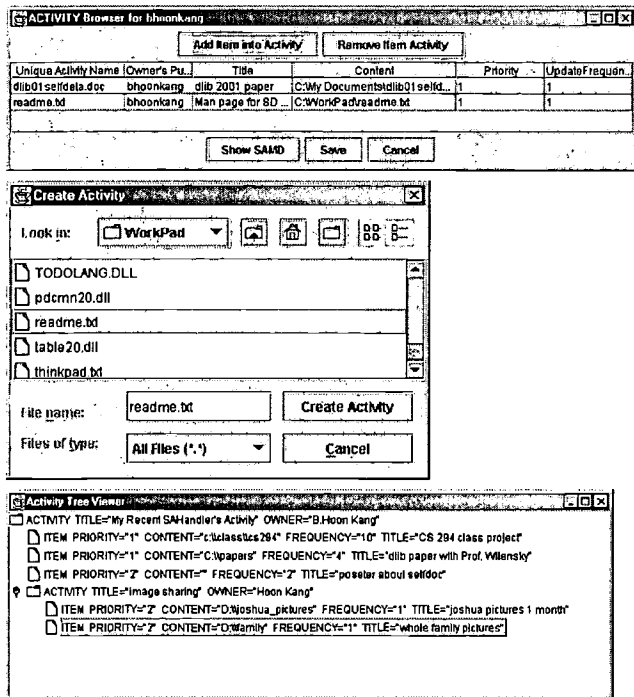 ACTIVITY Browser for bhoonkang
Add Item into Activity Remove Item Activity
Unique Activity Name Owner's Pu... Title Content Priority UpdateFrequen...
dlib01selfdata.doc bhoonkang dlib 2001 paper C:\My Documents\dlib01selfd... 1 1
readme.txt bhoonkang Man page for SD ... C:\WorkPad\readme.txt 1 1
Show SAMD Save Cancel
Create Activity
Look in: WorkPad
TODOLANG.DLL
pdcmn20.dll
readme.txt
table20.dll
thinkpad.txt
File name: readme.txt Create Activity
Files of type: All Files (*.*) Cancel
Activity Tree Viewer
ACTIVITY TITLE="My Recent SAHandler's Activity" OWNER="B.Hoon Kang"
ITEM PRIORITY="1" CONTENT="c:\class\cs294" FREQUENCY="10" TITLE="CS 294 class project"
ITEM PRIORITY="1" CONTENT="C:\papers" FREQUENCY="4" TITLE="dlib paper with Prof. Wilensky"
ITEM PRIORITY="2" CONTENT="" FREQUENCY="2" TITLE="poseter about selfdoc"
ACTIVITY TITLE="image sharing" OWNER="Hoon Kang"
ITEM PRIORITY="2" CONTENT="D:\joshua_pictures" FREQUENCY="1" TITLE="joshua pictures 1 month"
ITEM PRIORITY="2" CONTENT="D:\family" FREQUENCY="1" TITLE="whole family pictures"